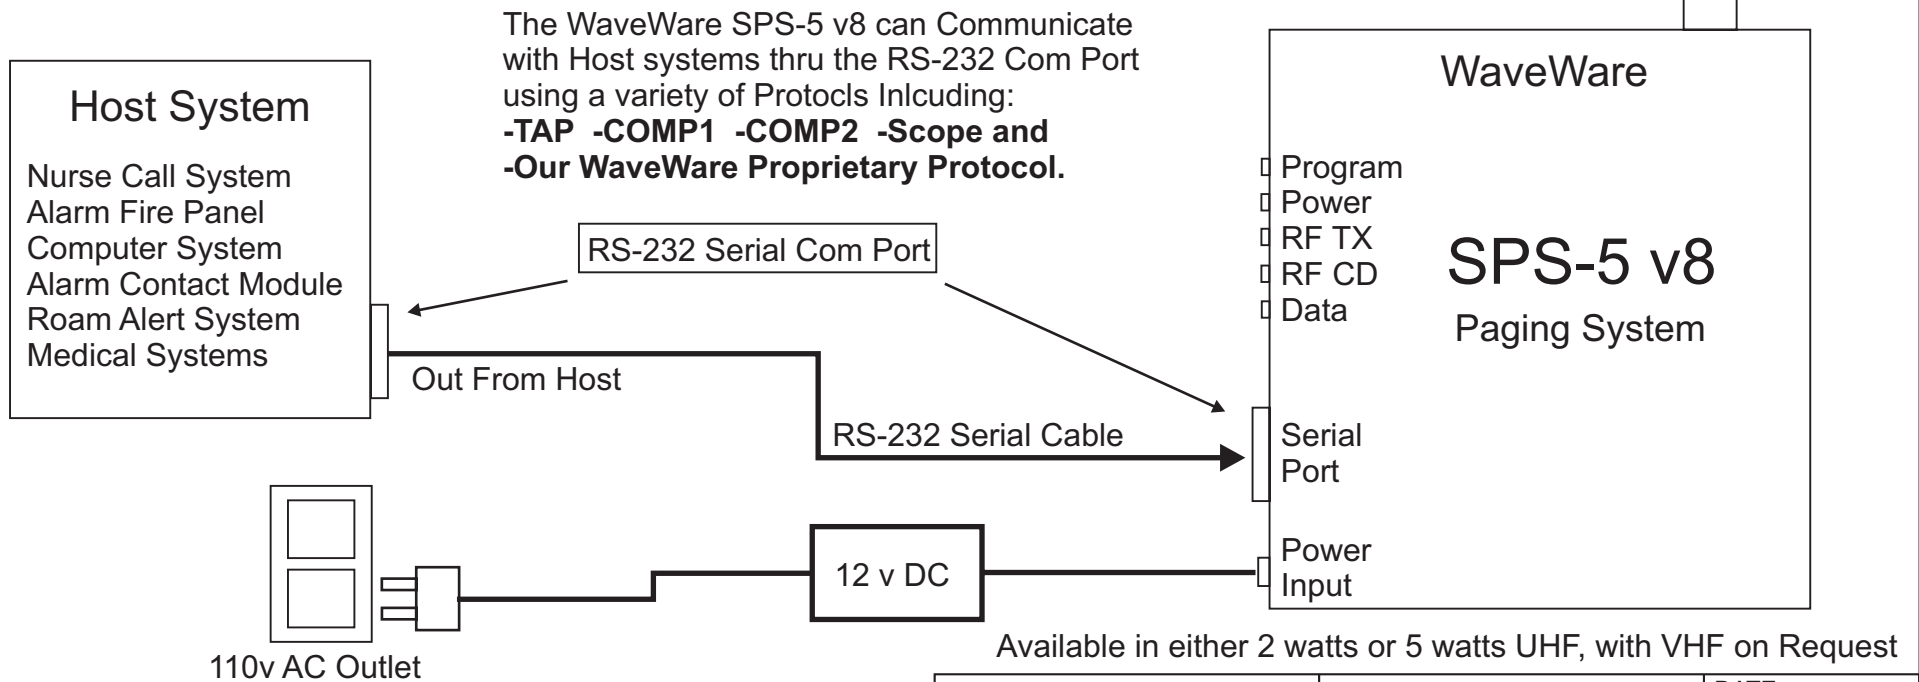 The WaveWare SPS-5 v8 can Communicate
with Host systems thru the RS-232 Com Port
using a variety of Protocls Inlcuding:
-TAP -COMP1 -COMP2 -Scope and
-Our WaveWare Proprietary Protocol.
Host System
Nurse Call System
Alarm Fire Panel
Computer System
Alarm Contact Module
Roam Alert System
Medical Systems
RS-232 Serial Com Port
Out From Host
RS-232 Serial Cable
WaveWare
Program
Power
RF TX
RF CD
Data
SPS-5 v8
Paging System
Serial
Port
Power
Input
12 v DC
110v AC Outlet
Available in either 2 watts or 5 watts UHF, with VHF on Request